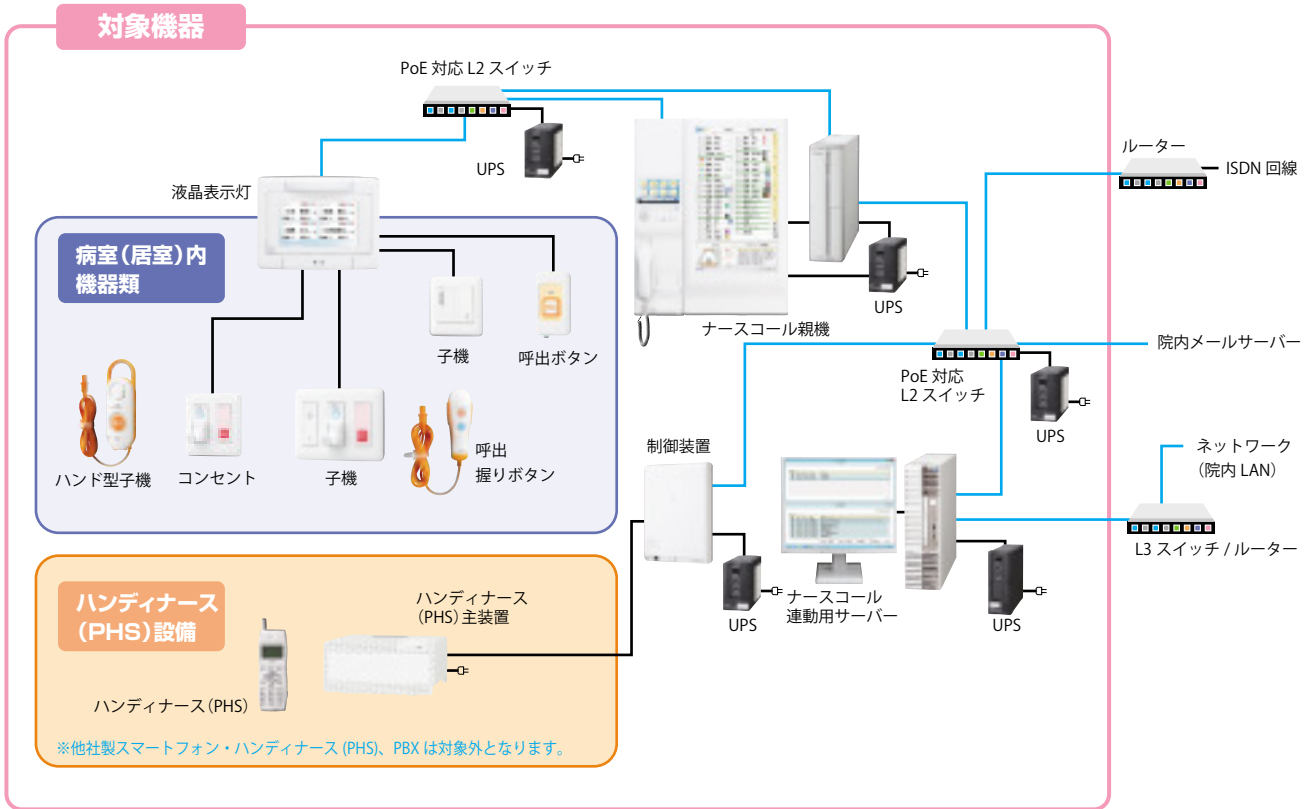 対象機器
PoE 対応 L2 スイッチ
UPS
液晶表示灯
ルーター
ISDN 回線
病室(居室)内
機器類
子機
呼出ボタン
ナースコール親機
UPS
院内メールサーバー
PoE 対応
L2 スイッチ
UPS
ハンド型子機
コンセント
子機
呼出
握りボタン
制御装置
ネットワーク
(院内 LAN)
L3 スイッチ / ルーター
UPS
ナースコール
連動用サーバー
UPS
ハンディナース
(PHS)設備
ハンディナース
(PHS)主装置
ハンディナース(PHS)
※他社製スマートフォン・ハンディナース (PHS)、PBX は対象外となります。